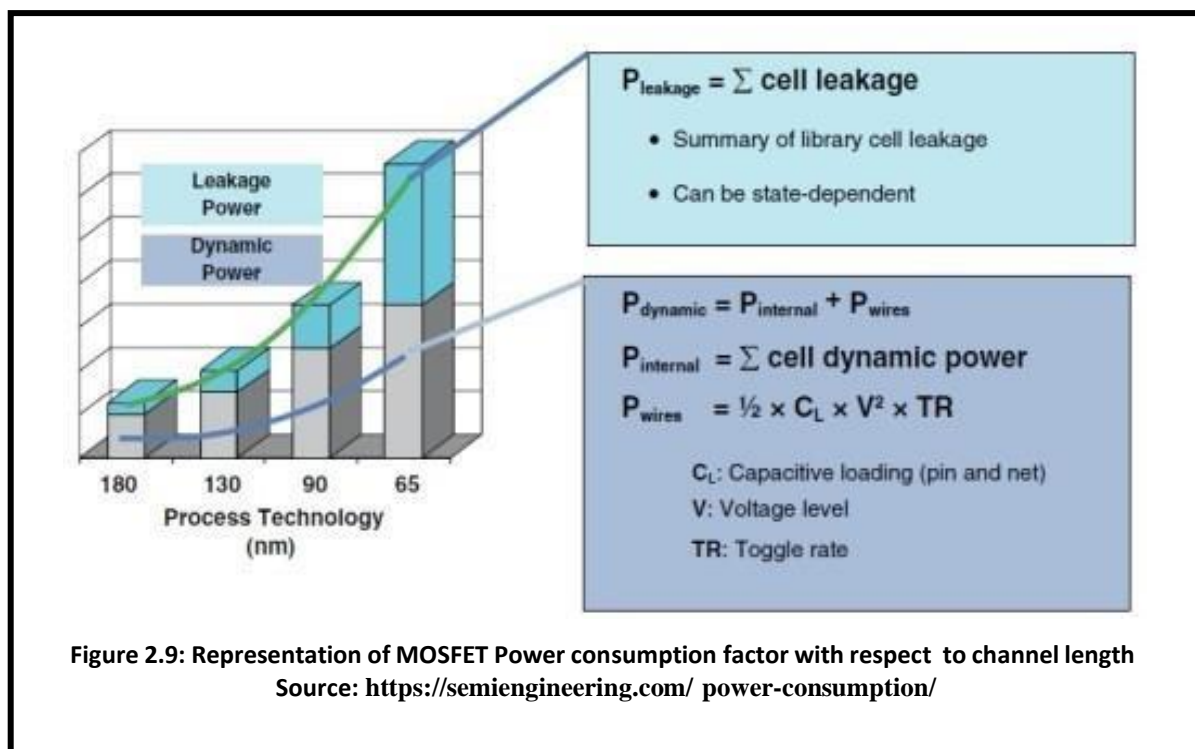 Leakage
Power
Dynamic
Power
180 130 90 65
Process Technology
(nm)
P_leakage = ∑ cell leakage
• Summary of library cell leakage
• Can be state-dependent
P_dynamic = P_internal + P_wires
P_internal = ∑ cell dynamic power
P_wires = ½ × C_L × V² × TR
C_L: Capacitive loading (pin and net)
V: Voltage level
TR: Toggle rate
Figure 2.9: Representation of MOSFET Power consumption factor with respect to channel length
Source: https://semiengineering.com/ power-consumption/